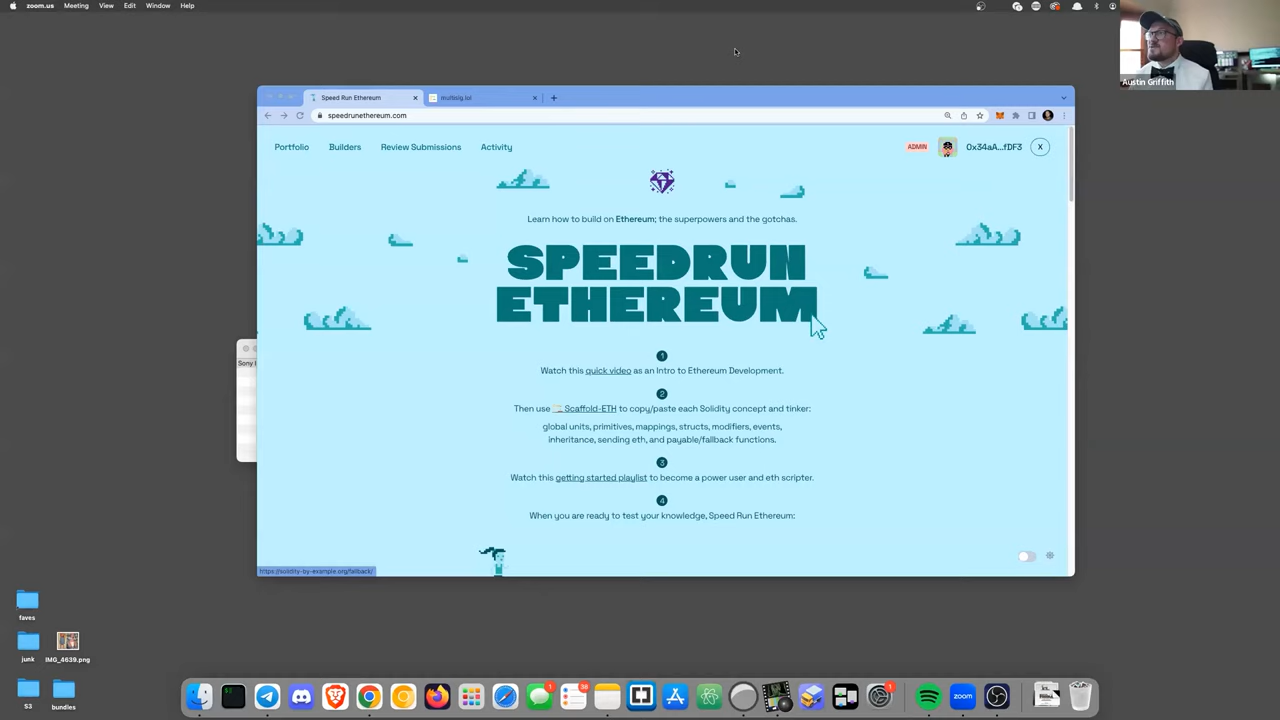 zoom.us Meeting View Edit Window Help
Austin Griffith
Speed Run Ethereum
multisig.lol
speedrunethereum.com
Portfolio Builders Review Submissions Activity
ADMIN 0x34aA...fDF3 X
Learn how to build on Ethereum; the superpowers and the gotchas.
SPEEDRUN
ETHEREUM
1
Watch this quick video as an Intro to Ethereum Development.
2
Then use Scaffold-ETH to copy/paste each Solidity concept and tinker:
global units, primitives, mappings, structs, modifiers, events,
inheritance, sending eth, and payable/fallback functions.
3
Watch this getting started playlist to become a power user and eth scripter.
4
When you are ready to test your knowledge, Speed Run Ethereum:
https://solidity-by-example.org/fallback/
faves
junk
IMG_4639.png
S3
bundles
zoom